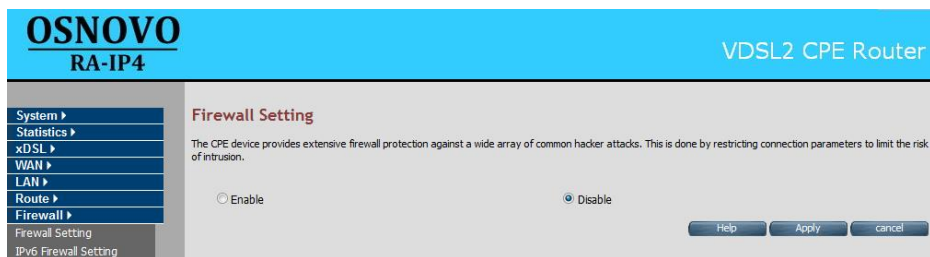 OSNOVO
RA-IP4
VDSL2 CPE Router
System
Statistics
xDSL
WAN
LAN
Route
Firewall
Firewall Setting
IPv6 Firewall Setting
Firewall Setting
The CPE device provides extensive firewall protection against a wide array of common hacker attacks. This is done by restricting connection parameters to limit the risk
of intrusion.
Enable
Disable
Help
Apply
cancel